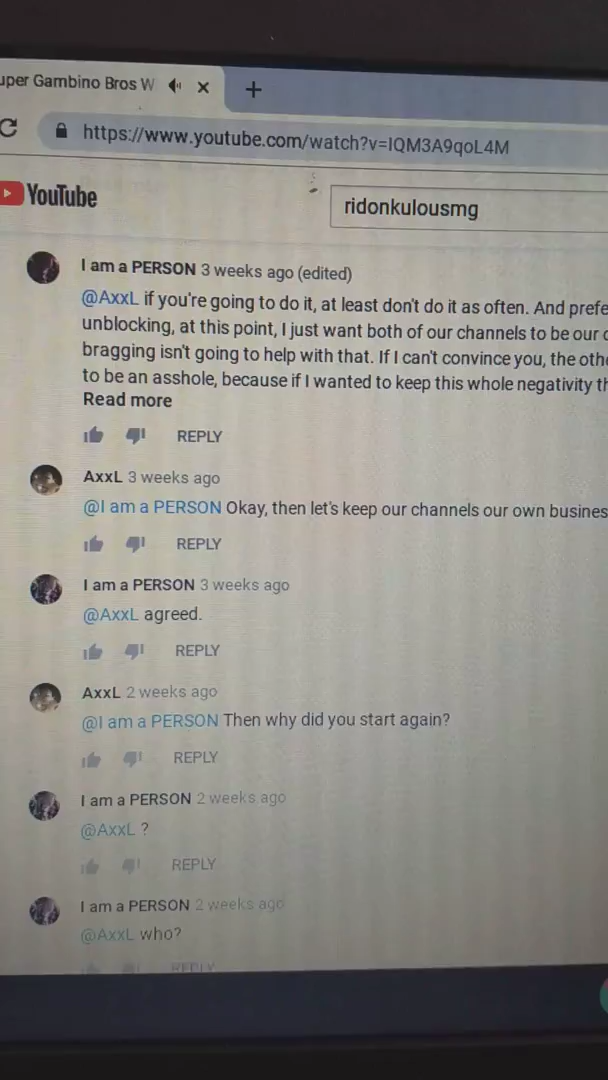 uper Gambino Bros W
https://www.youtube.com/watch?v=IQM3A9qoL4M
YouTube
ridonkulousmg
I am a PERSON 3 weeks ago (edited)
@AxxL if you're going to do it, at least don't do it as often. And prefe
unblocking, at this point, I just want both of our channels to be our o
bragging isn't going to help with that. If I can't convince you, the othe
to be an asshole, because if I wanted to keep this whole negativity th
Read more
REPLY
AxxL 3 weeks ago
@I am a PERSON Okay, then let's keep our channels our own busines
REPLY
I am a PERSON 3 weeks ago
@AxxL agreed.
REPLY
AxxL 2 weeks ago
@I am a PERSON Then why did you start again?
REPLY
I am a PERSON 2 weeks ago
@AxxL ?
REPLY
I am a PERSON 2 weeks ago
@AxxL who?
REPLY